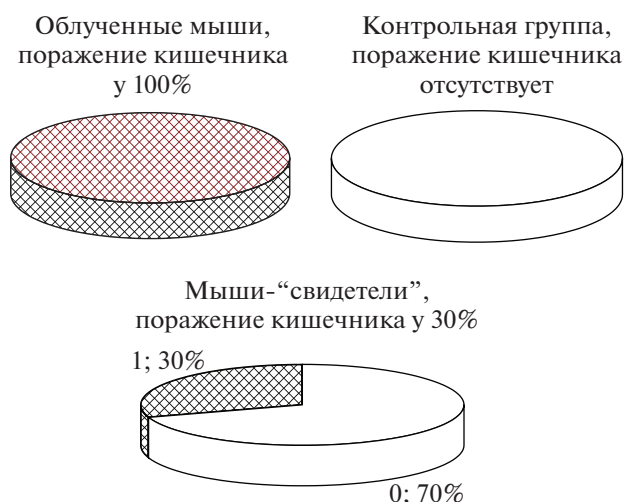 Облученные мыши,
поражение кишечника
у 100%
Контрольная группа,
поражение кишечника
отсутствует
Мыши-“свидетели”,
поражение кишечника у 30%
1; 30%
0; 70%